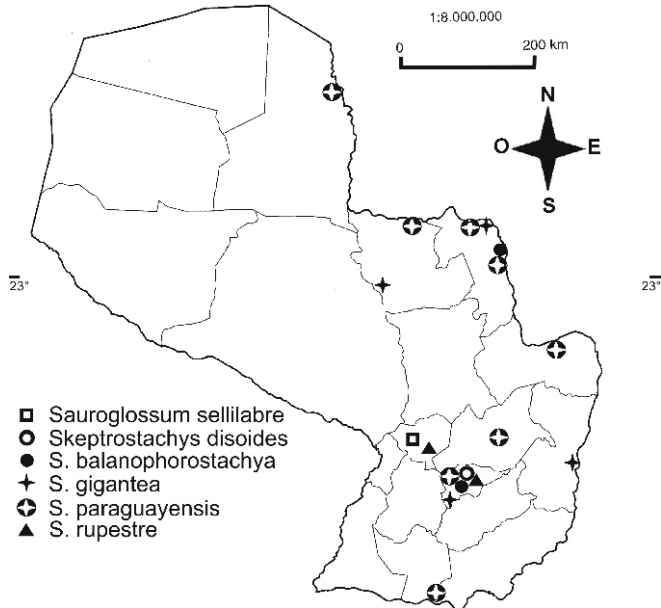 1:8.000.000
0 200 km
N
O E
S
23° 23°
Sauroglossum sellilabre
Skeptrostachys disoides
S. balanophorostachya
S. gigantea
S. paraguayensis
S. rupestre